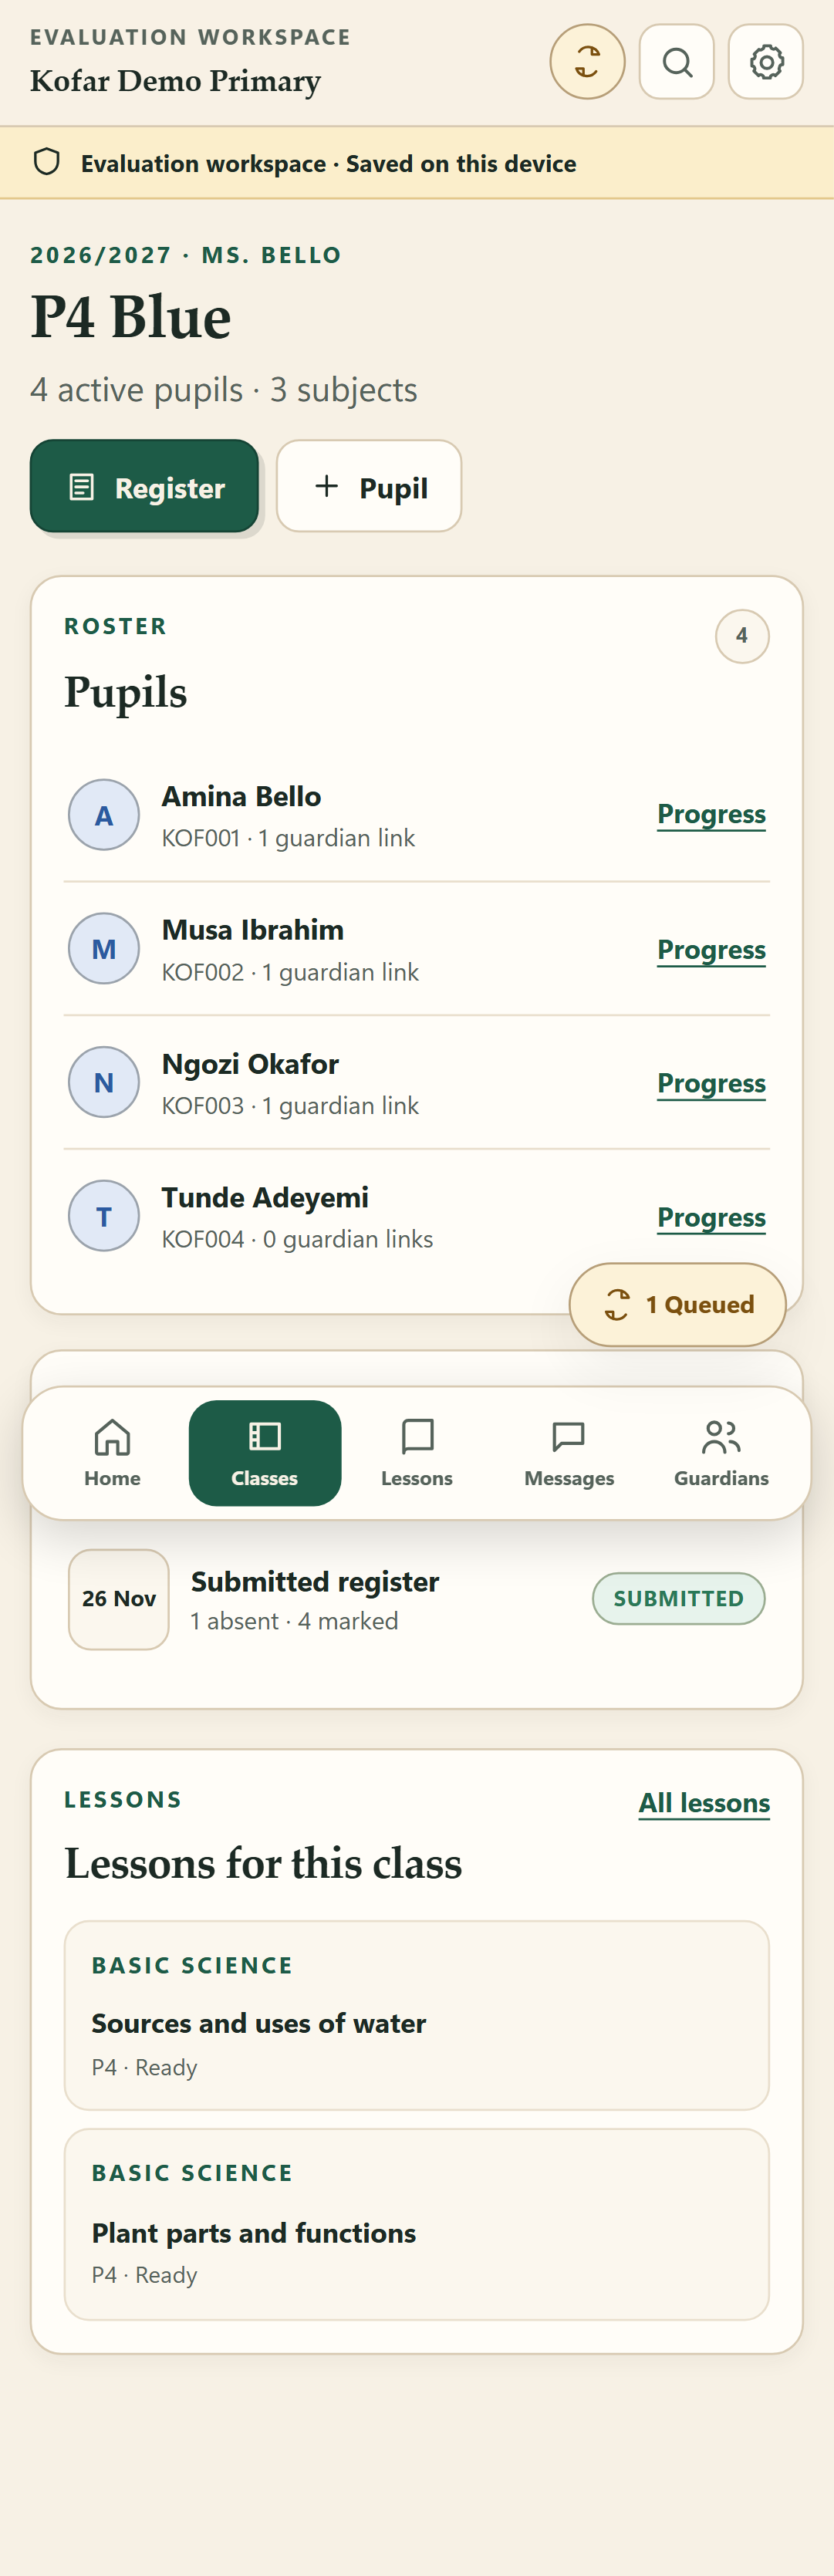 EVALUATION WORKSPACE
Kofar Demo Primary
Evaluation workspace · Saved on this device
2026/2027 · MS. BELLO
P4 Blue
4 active pupils · 3 subjects
Register
Pupil
ROSTER
4
Pupils
A
Amina Bello
KOF001 · 1 guardian link
Progress
M
Musa Ibrahim
KOF002 · 1 guardian link
Progress
N
Ngozi Okafor
KOF003 · 1 guardian link
Progress
T
Tunde Adeyemi
KOF004 · 0 guardian links
Progress
1 Queued
Home
Classes
Lessons
Messages
Guardians
26 Nov
Submitted register
1 absent · 4 marked
SUBMITTED
LESSONS
All lessons
Lessons for this class
BASIC SCIENCE
Sources and uses of water
P4 · Ready
BASIC SCIENCE
Plant parts and functions
P4 · Ready